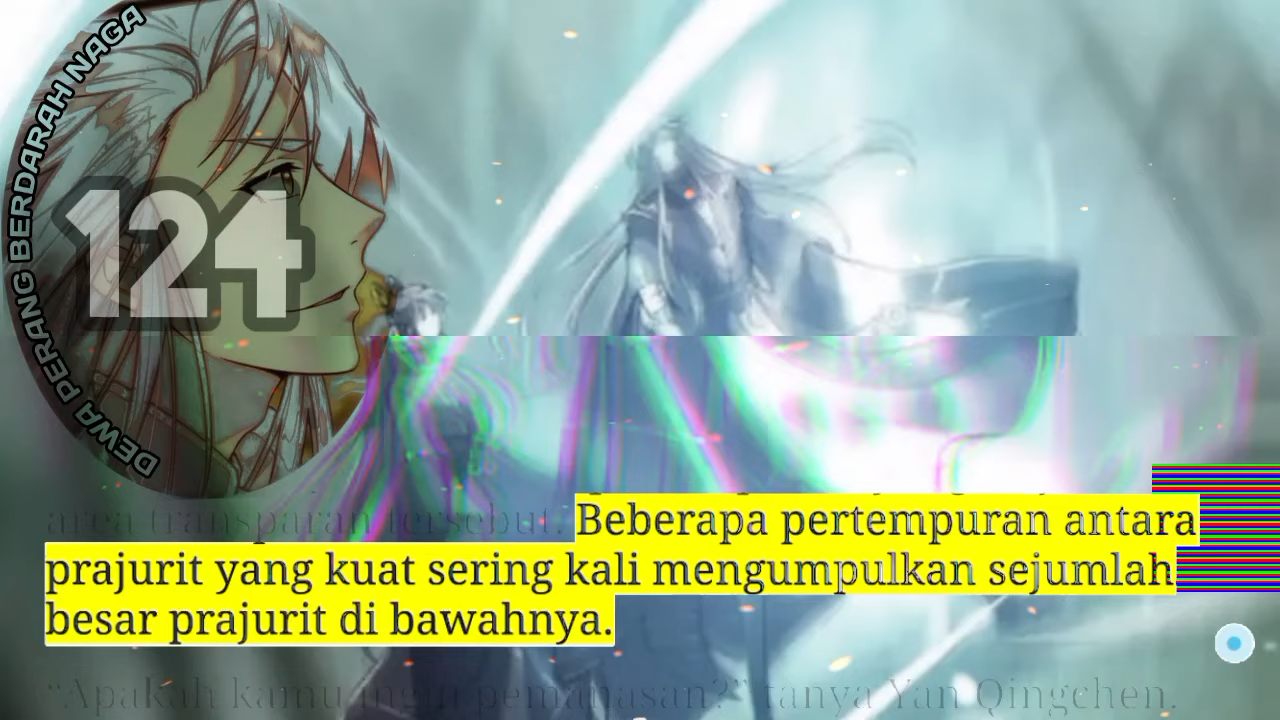 DEWA PERANG BERDARAH NAGA
124
area transparan tersebut. Beberapa pertempuran antara
prajurit yang kuat sering kali mengumpulkan sejumlah
besar prajurit di bawahnya.
“Apakah kamu ingin pemanasan?” tanya Yan Qingchen.